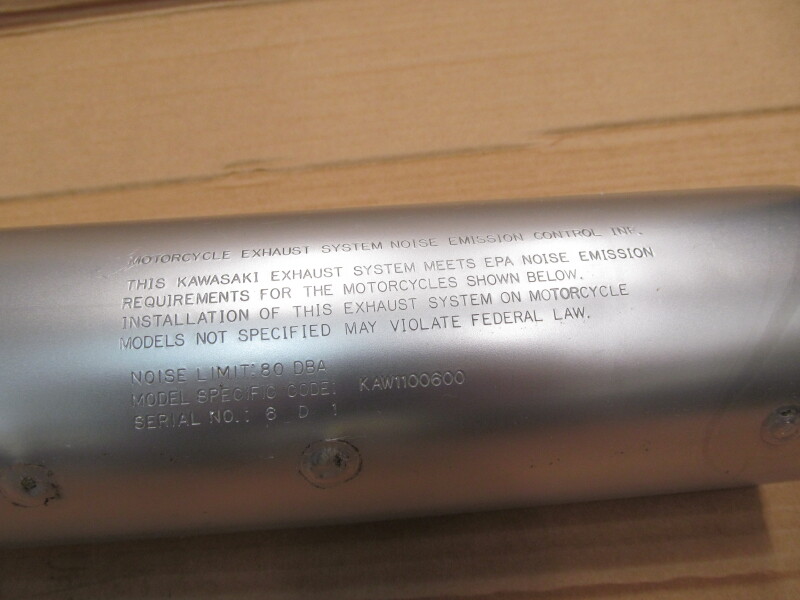 MOTORCYCLE EXHAUST SYSTEM NOISE EMISSION CONTROL INF.
THIS KAWASAKI EXHAUST SYSTEM MEETS EPA NOISE EMISSION
REQUIREMENTS FOR THE MOTORCYCLES SHOWN BELOW.
INSTALLATION OF THIS EXHAUST SYSTEM ON MOTORCYCLE
MODELS NOT SPECIFIED MAY VIOLATE FEDERAL LAW.
NOISE LIMIT:80 DBA
MODEL SPECIFIC CODE: KAW1100600
SERIAL NO.: 6 D 1